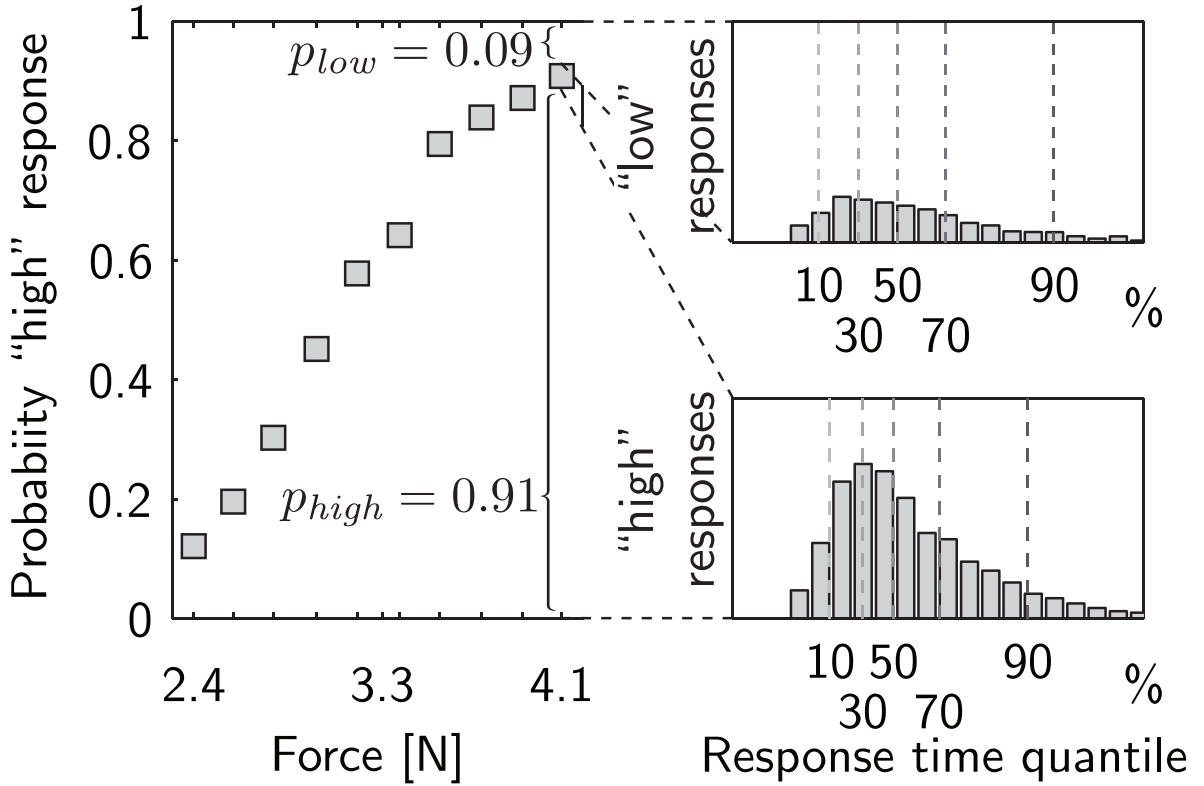 1
0.8
0.6
0.4
0.2
0
Probabiity “high” response
p_low = 0.09
p_high = 0.91
2.4 3.3 4.1
Force [N]
“low”
responses
10 50 90 %
30 70
“high”
responses
10 50 90 %
30 70
Response time quantile